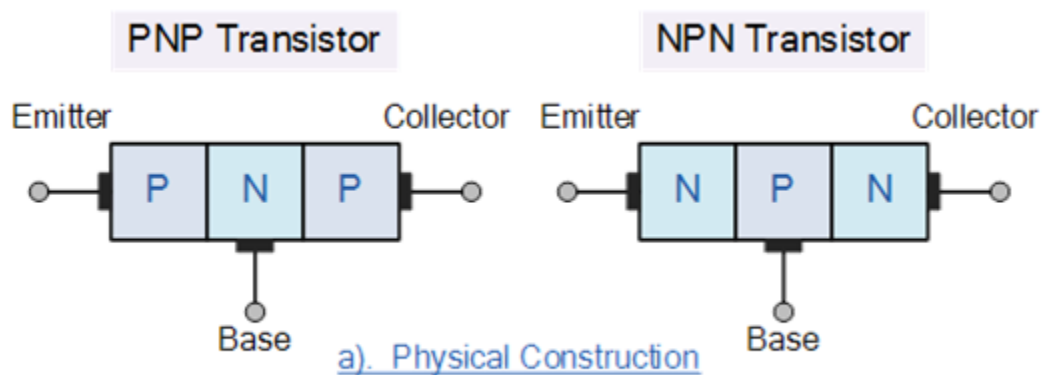 PNP Transistor
NPN Transistor
Emitter
Collector
Emitter
Collector
P
N
P
N
P
N
Base
Base
a). Physical Construction